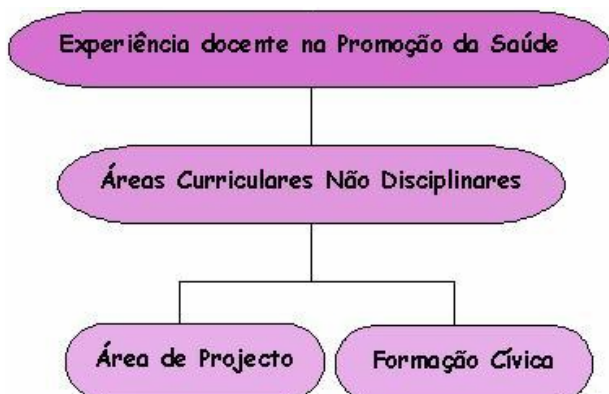 Experiência docente na Promoção da Saúde
Áreas Curriculares Não Disciplinares
Área de Projecto
Formação Cívica